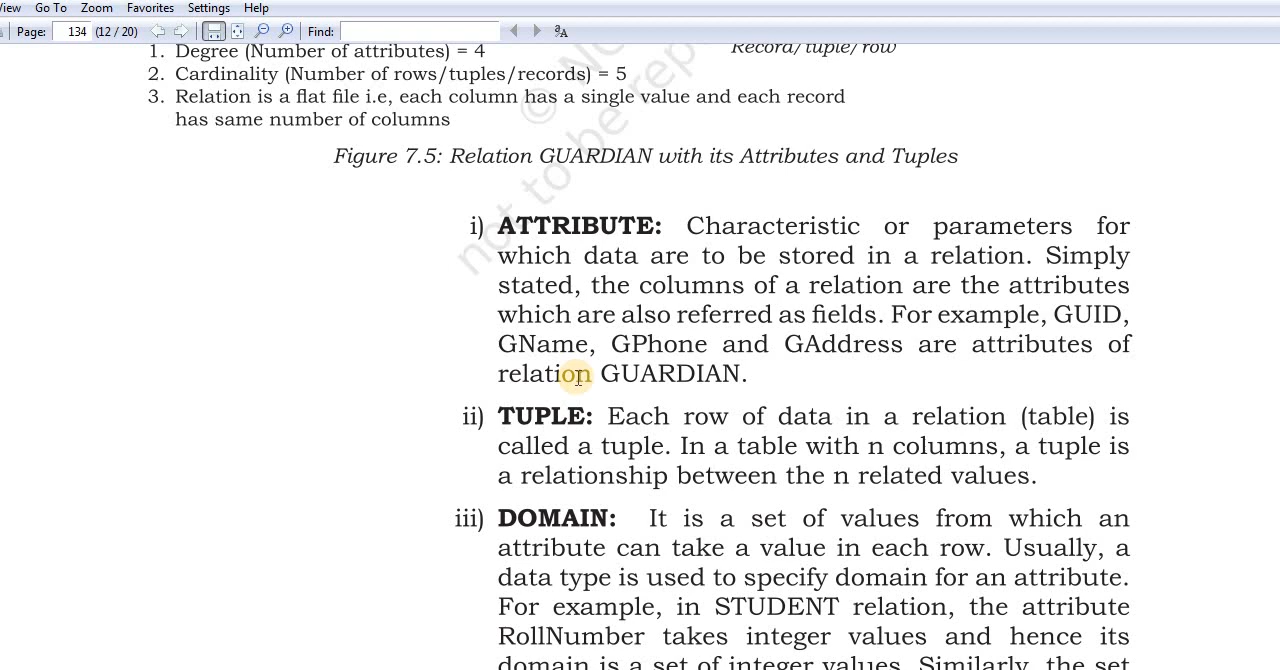 View Go To Zoom Favorites Settings Help
Page: 134 (12 / 20) Find:
Record/tuple/row
1. Degree (Number of attributes) = 4
2. Cardinality (Number of rows/tuples/records) = 5
3. Relation is a flat file i.e, each column has a single value and each record
has same number of columns
Figure 7.5: Relation GUARDIAN with its Attributes and Tuples
not to be rep
i) ATTRIBUTE: Characteristic or parameters for
which data are to be stored in a relation. Simply
stated, the columns of a relation are the attributes
which are also referred as fields. For example, GUID,
GName, GPhone and GAddress are attributes of
relation GUARDIAN.
ii) TUPLE: Each row of data in a relation (table) is
called a tuple. In a table with n columns, a tuple is
a relationship between the n related values.
iii) DOMAIN: It is a set of values from which an
attribute can take a value in each row. Usually, a
data type is used to specify domain for an attribute.
For example, in STUDENT relation, the attribute
RollNumber takes integer values and hence its
domain is a set of integer values. Similarly, the set